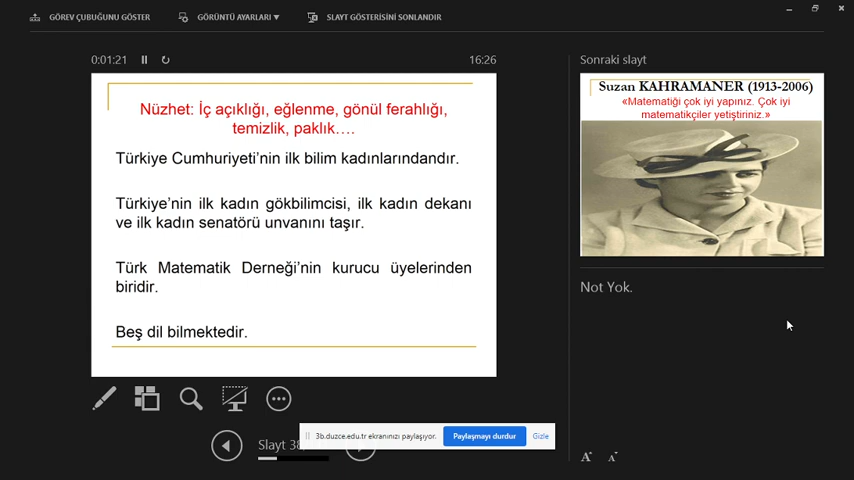 GÖREV ÇUBUĞUNU GÖSTER
GÖRÜNTÜ AYARLARI
SLAYT GÖSTERİSİNİ SONLANDIR
0:01:21
16:26
Nüzhet: İç açıklığı, eğlenme, gönül ferahlığı,
temizlik, paklık….
Türkiye Cumhuriyeti’nin ilk bilim kadınlarındandır.
Türkiye’nin ilk kadın gökbilimcisi, ilk kadın dekanı
ve ilk kadın senatörü unvanını taşır.
Türk Matematik Derneği’nin kurucu üyelerinden
biridir.
Beş dil bilmektedir.
Slayt 38
3b.duzce.edu.tr ekranınızı paylaşıyor.
Paylaşmayı durdur
Gizle
Sonraki slayt
Suzan KAHRAMANER (1913-2006)
«Matematiği çok iyi yapınız. Çok iyi
matematikçiler yetiştiriniz.»
Not Yok.
A
A